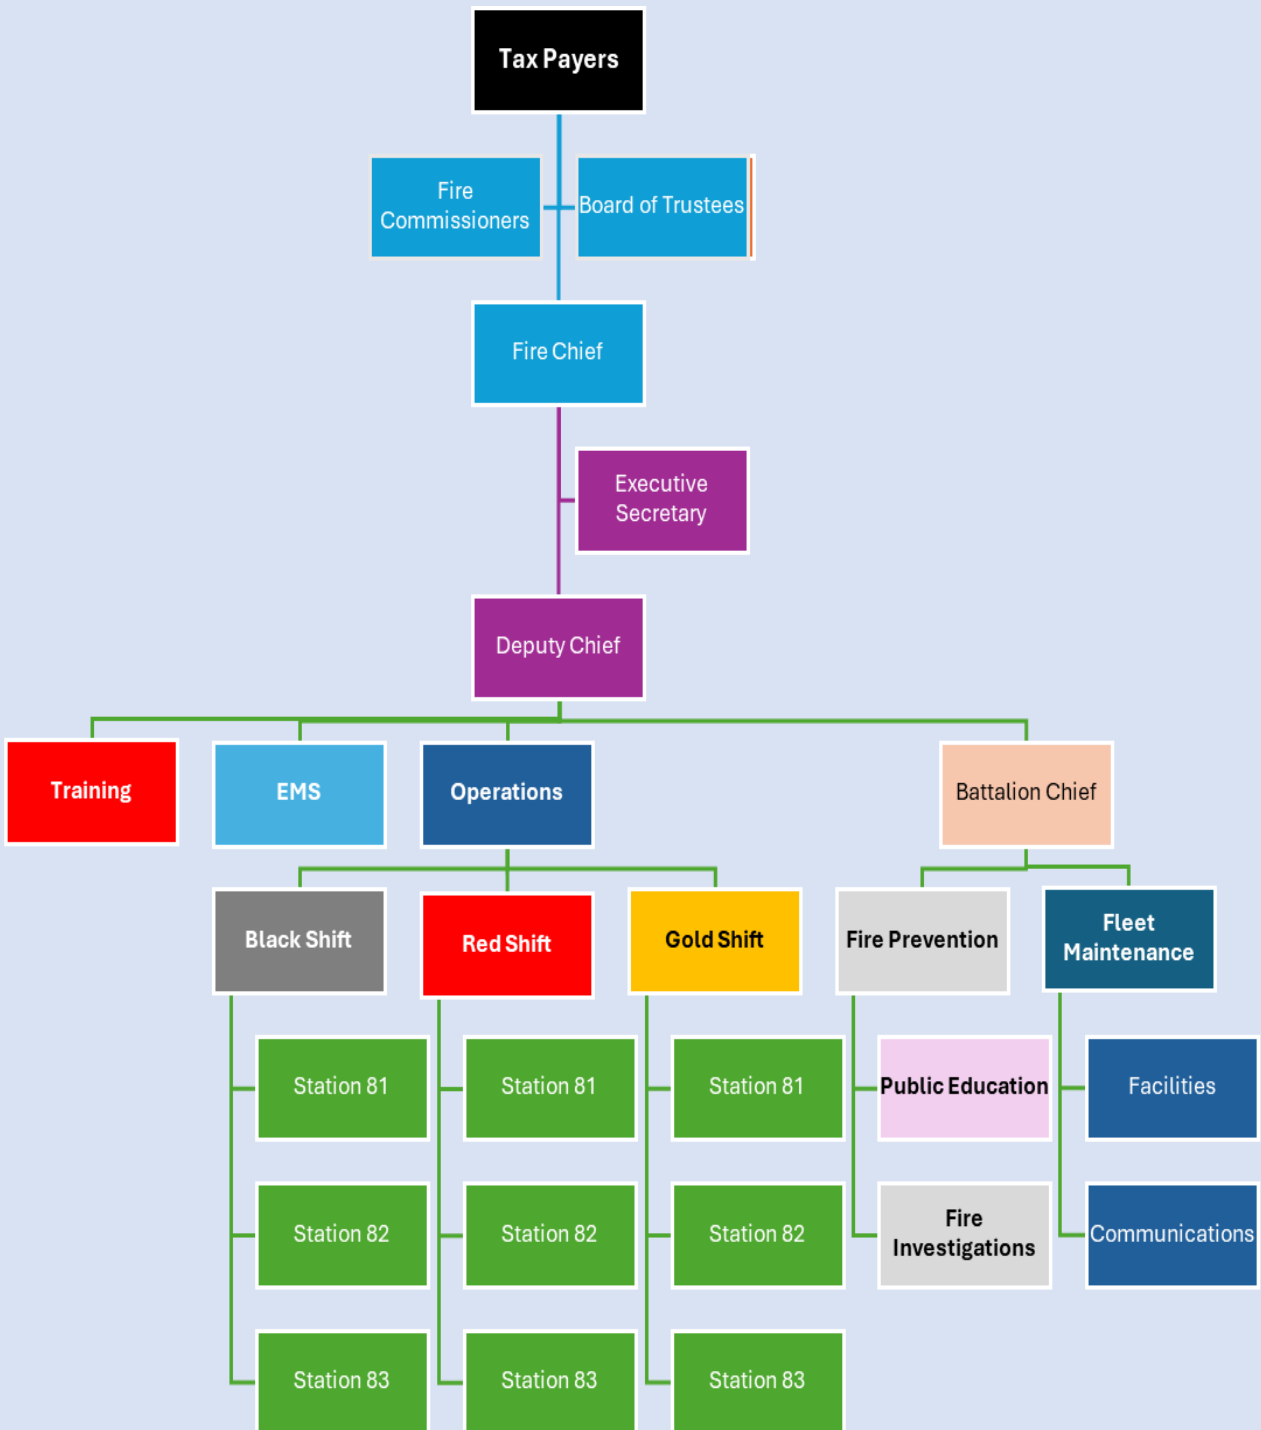 Tax Payers
Fire
Commissioners
Board of Trustees
Fire Chief
Executive
Secretary
Deputy Chief
Training
EMS
Operations
Battalion Chief
Black Shift
Red Shift
Gold Shift
Fire Prevention
Fleet
Maintenance
Station 81
Station 81
Station 81
Public Education
Facilities
Station 82
Station 82
Station 82
Fire
Investigations
Communications
Station 83
Station 83
Station 83